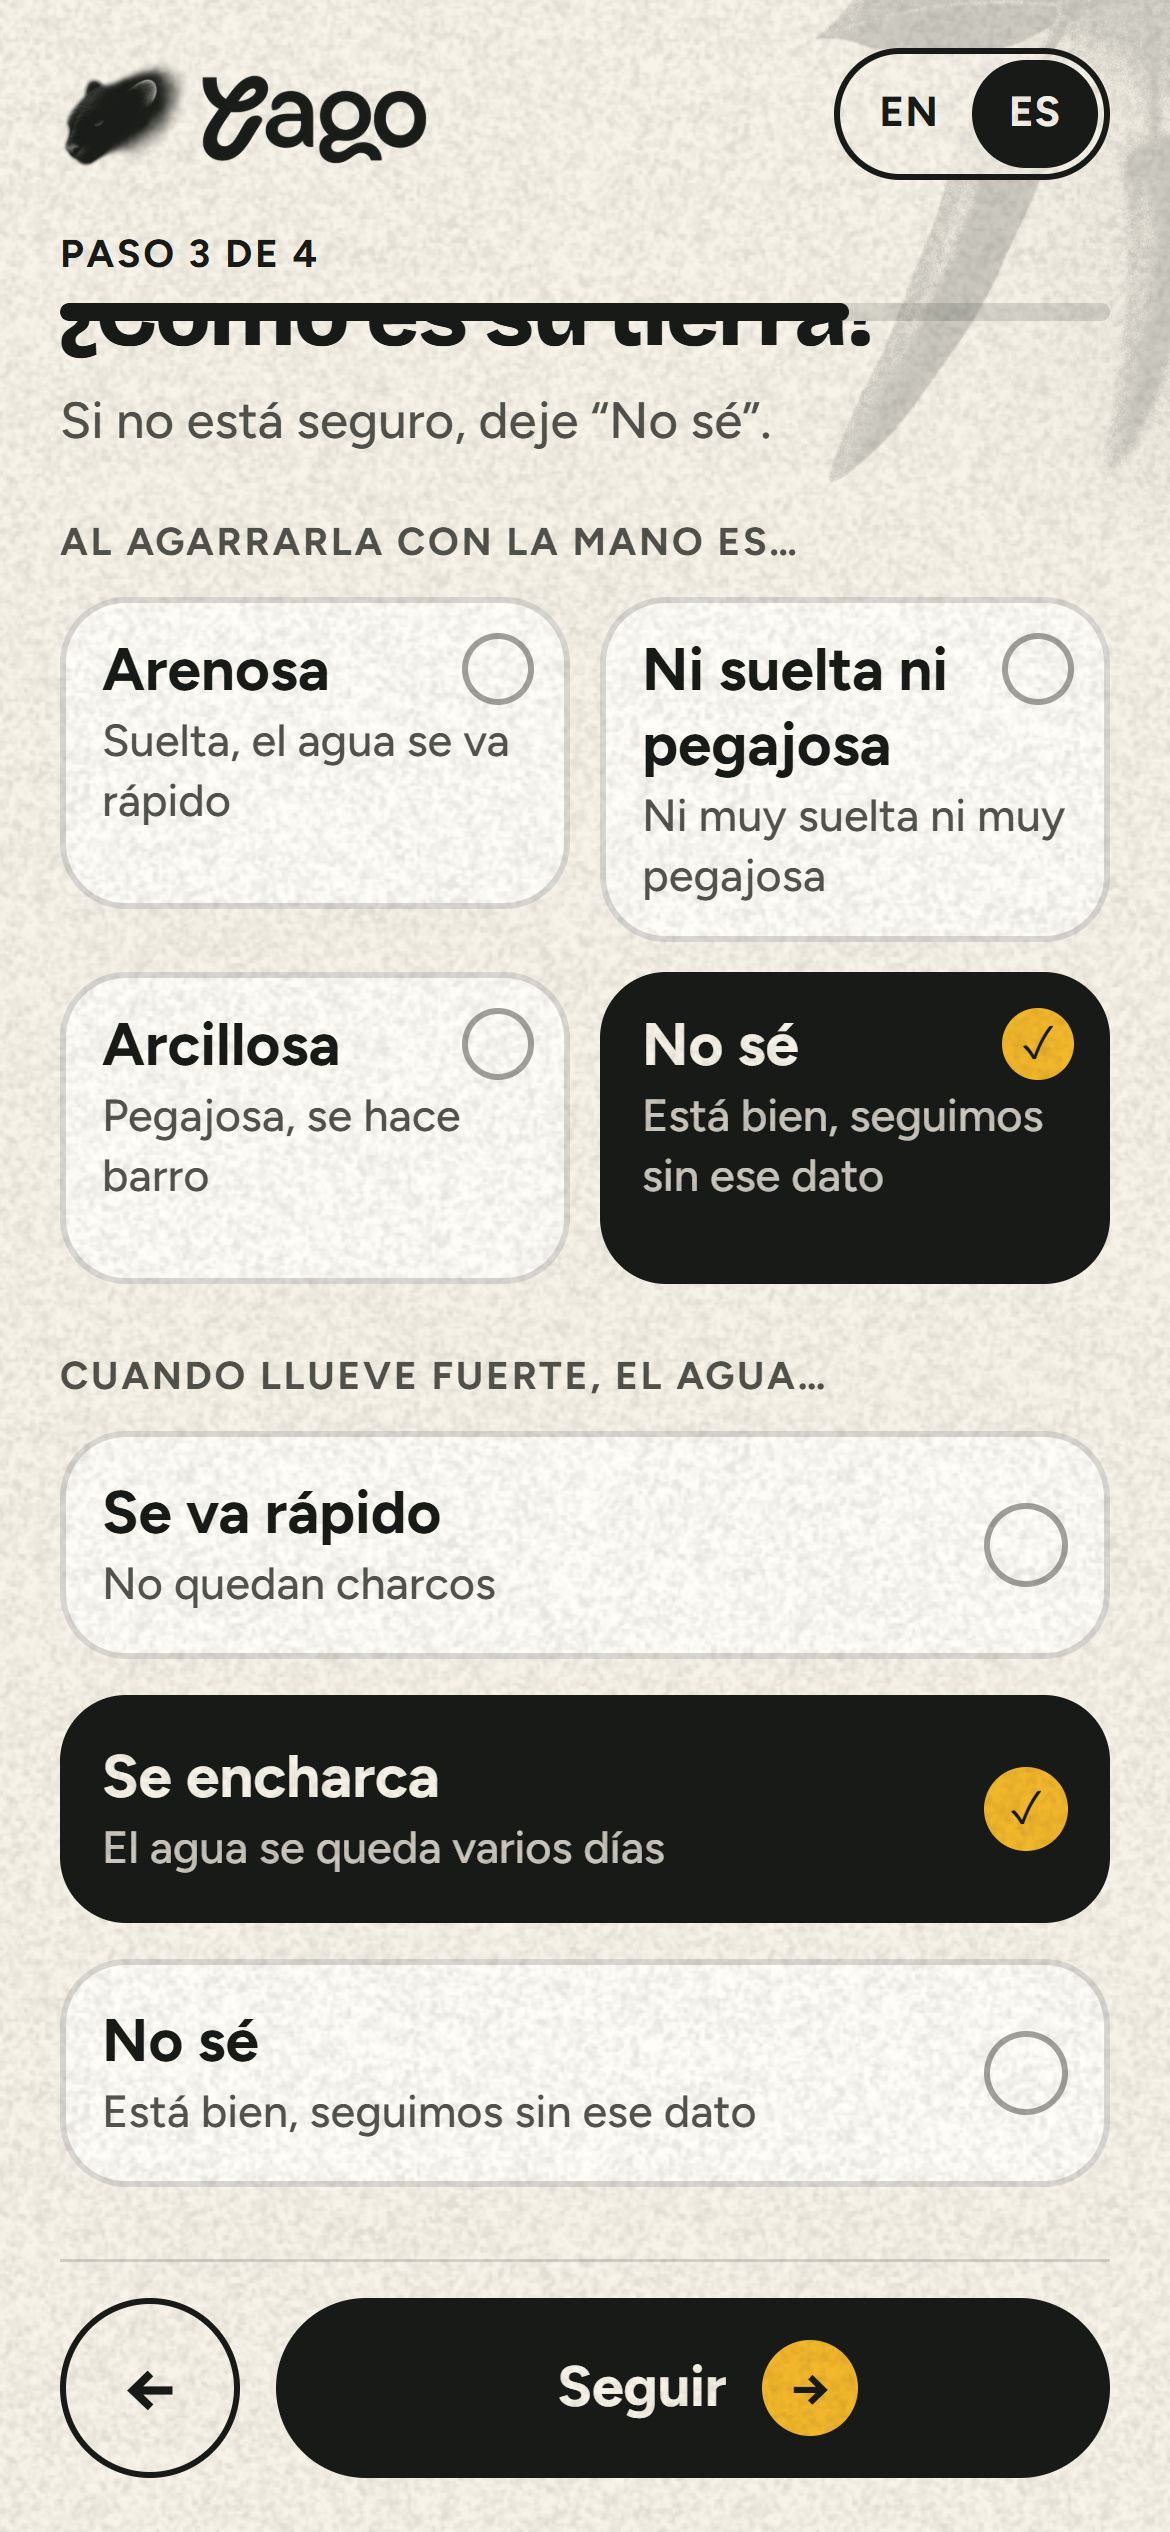 Yago
EN ES
PASO 3 DE 4
¿Cómo es su tierra?
Si no está seguro, deje “No sé”.
AL AGARRARLA CON LA MANO ES…
Arenosa
Suelta, el agua se va
rápido
Ni suelta ni
pegajosa
Ni muy suelta ni muy
pegajosa
Arcillosa
Pegajosa, se hace
barro
No sé
Está bien, seguimos
sin ese dato
CUANDO LLUEVE FUERTE, EL AGUA…
Se va rápido
No quedan charcos
Se encharca
El agua se queda varios días
No sé
Está bien, seguimos sin ese dato
Seguir